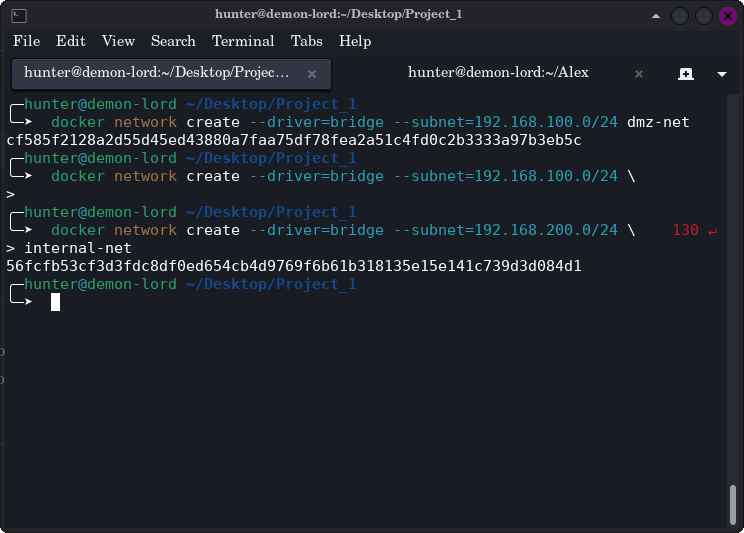 hunter@demon-lord:~/Desktop/Project_1
File Edit View Search Terminal Tabs Help
hunter@demon-lord:~/Desktop/Projec… × hunter@demon-lord:~/Alex ×
╭─hunter@demon-lord ~/Desktop/Project_1
╰─➤ docker network create --driver=bridge --subnet=192.168.100.0/24 dmz-net
cf585f2128a2d55d45ed43880a7faa75df78fea2a51c4fd0c2b3333a97b3eb5c
╭─hunter@demon-lord ~/Desktop/Project_1
╰─➤ docker network create --driver=bridge --subnet=192.168.100.0/24 \
>
╭─hunter@demon-lord ~/Desktop/Project_1
╰─➤ docker network create --driver=bridge --subnet=192.168.200.0/24 \ 130 ↵
> internal-net
56fcfb53cf3d3fdc8df0ed654cb4d9769f6b61b318135e15e141c739d3d084d1
╭─hunter@demon-lord ~/Desktop/Project_1
╰─➤